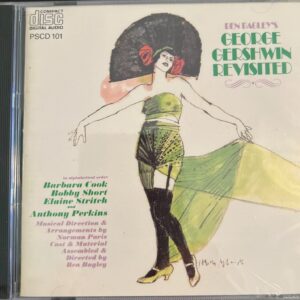 COMPACT
disc
DIGITAL AUDIO
PSCD 101
BEN BAGLEY'S
GEORGE
GERSHWIN
REVISITED
in alphabetical order
Barbara Cook
Bobby Short
Elaine Stritch
and
Anthony Perkins
Musical Direction &
Arrangements by
Norman Paris
Cast & Material
Assembled &
Directed by
Ben Bagley